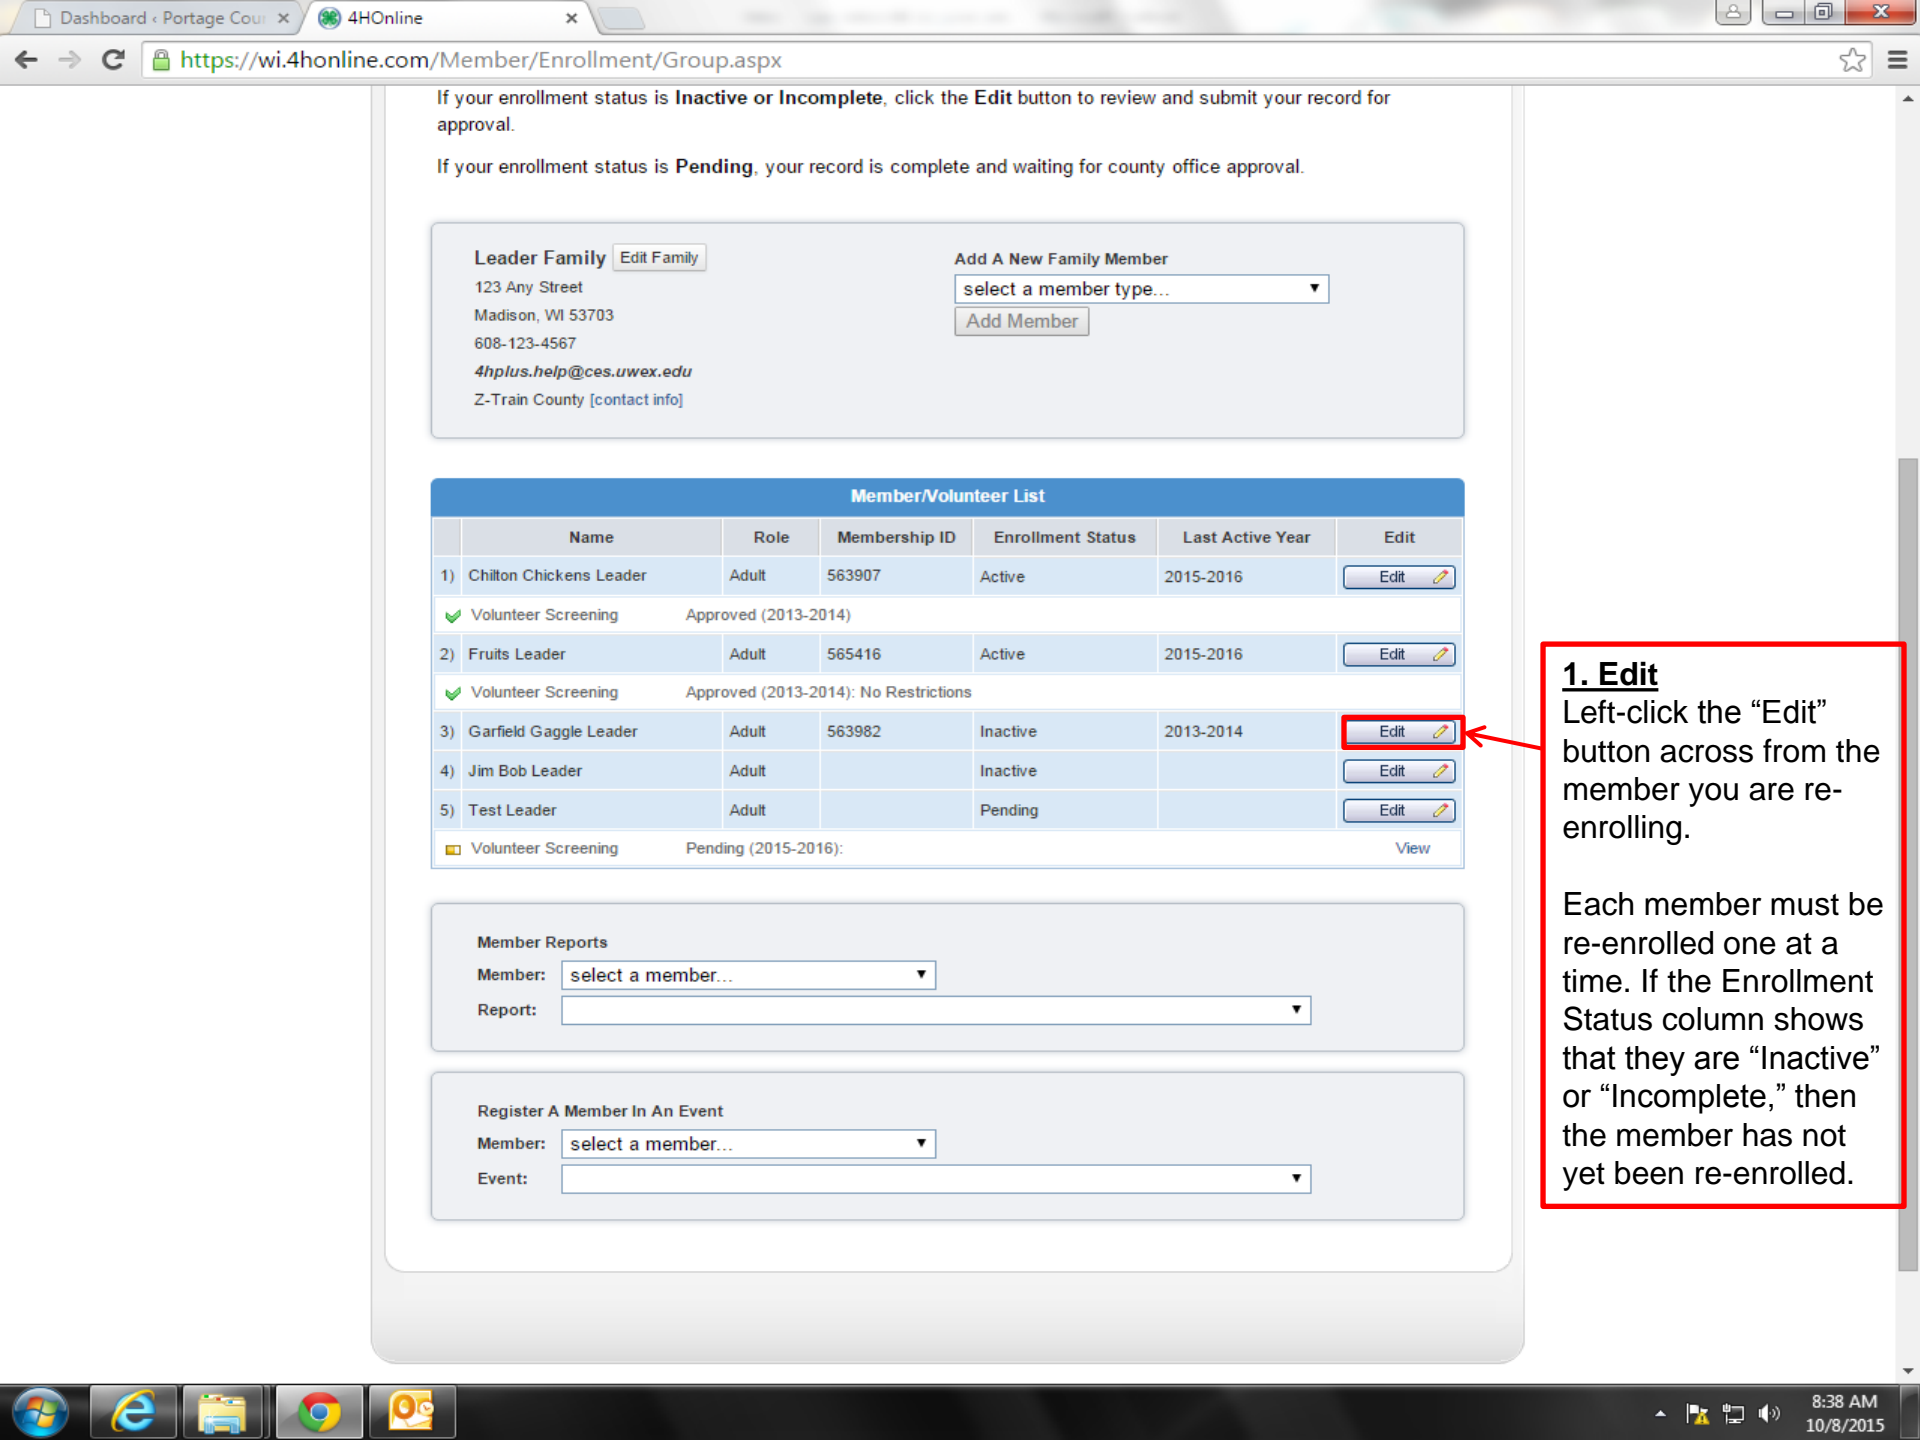 Dashboard ‹ Portage Cour
4HOnline
https://wi.4honline.com/Member/Enrollment/Group.aspx
If your enrollment status is Inactive or Incomplete, click the Edit button to review and submit your record for
approval.
If your enrollment status is Pending, your record is complete and waiting for county office approval.
Leader Family Edit Family
123 Any Street
Madison, WI 53703
608-123-4567
4hplus.help@ces.uwex.edu
Z-Train County [contact info]
Add A New Family Member
select a member type...
Add Member
Member/Volunteer List
Name Role Membership ID Enrollment Status Last Active Year Edit
1) Chilton Chickens Leader Adult 563907 Active 2015-2016 Edit
Volunteer Screening Approved (2013-2014)
2) Fruits Leader Adult 565416 Active 2015-2016 Edit
Volunteer Screening Approved (2013-2014): No Restrictions
3) Garfield Gaggle Leader Adult 563982 Inactive 2013-2014 Edit
4) Jim Bob Leader Adult Inactive Edit
5) Test Leader Adult Pending Edit
Volunteer Screening Pending (2015-2016): View
Member Reports
Member: select a member...
Report:
Register A Member In An Event
Member: select a member...
Event:
1. Edit
Left-click the “Edit”
button across from the
member you are re-
enrolling.
Each member must be
re-enrolled one at a
time. If the Enrollment
Status column shows
that they are “Inactive”
or “Incomplete,” then
the member has not
yet been re-enrolled.
8:38 AM
10/8/2015